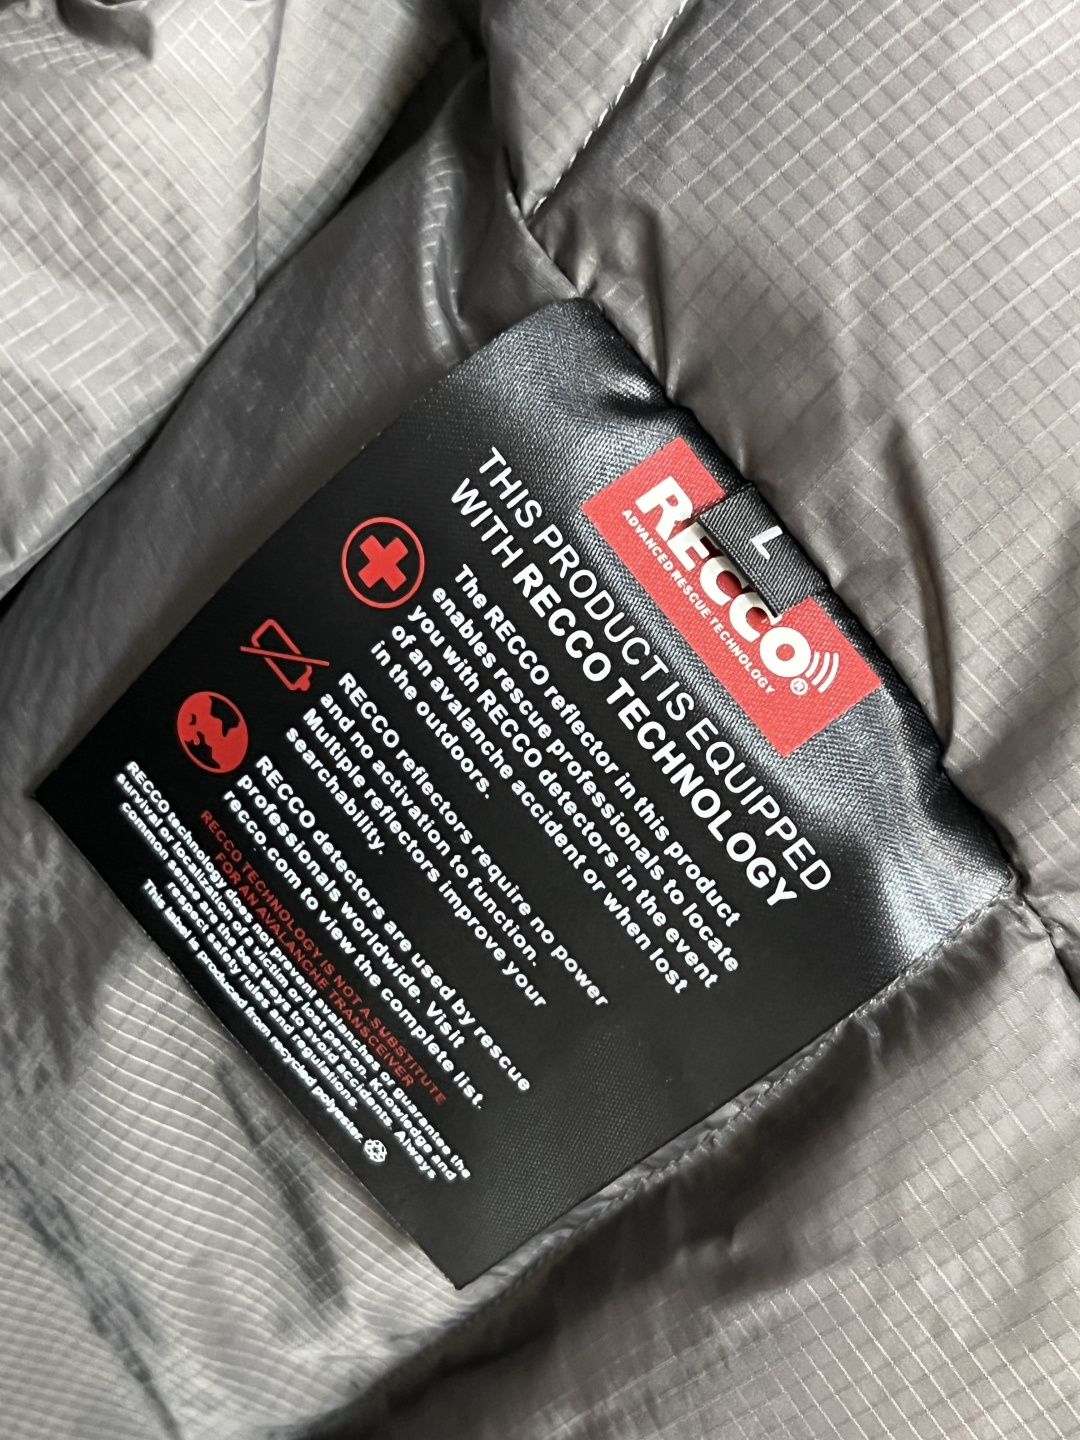 L
RECCO®
ADVANCED RESCUE TECHNOLOGY
THIS PRODUCT IS EQUIPPED
WITH RECCO TECHNOLOGY
The RECCO reflector in this product
enables rescue professionals to locate
you with RECCO detectors in the event
of an avalanche accident or when lost
in the outdoors.
RECCO reflectors require no power
and no activation to function.
Multiple reflectors improve your
searchability.
RECCO detectors are used by rescue
professionals worldwide. Visit
recco.com to view the complete list.
RECCO TECHNOLOGY IS NOT A SUBSTITUTE
FOR AN AVALANCHE TRANSCEIVER
RECCO technology does not prevent avalanches or guarantee the
survival or localization of a victim or lost person. Knowledge and
common sense are the best ways to avoid accidents. Always
respect safety rules and regulations.
This label is produced from recycled polyester.